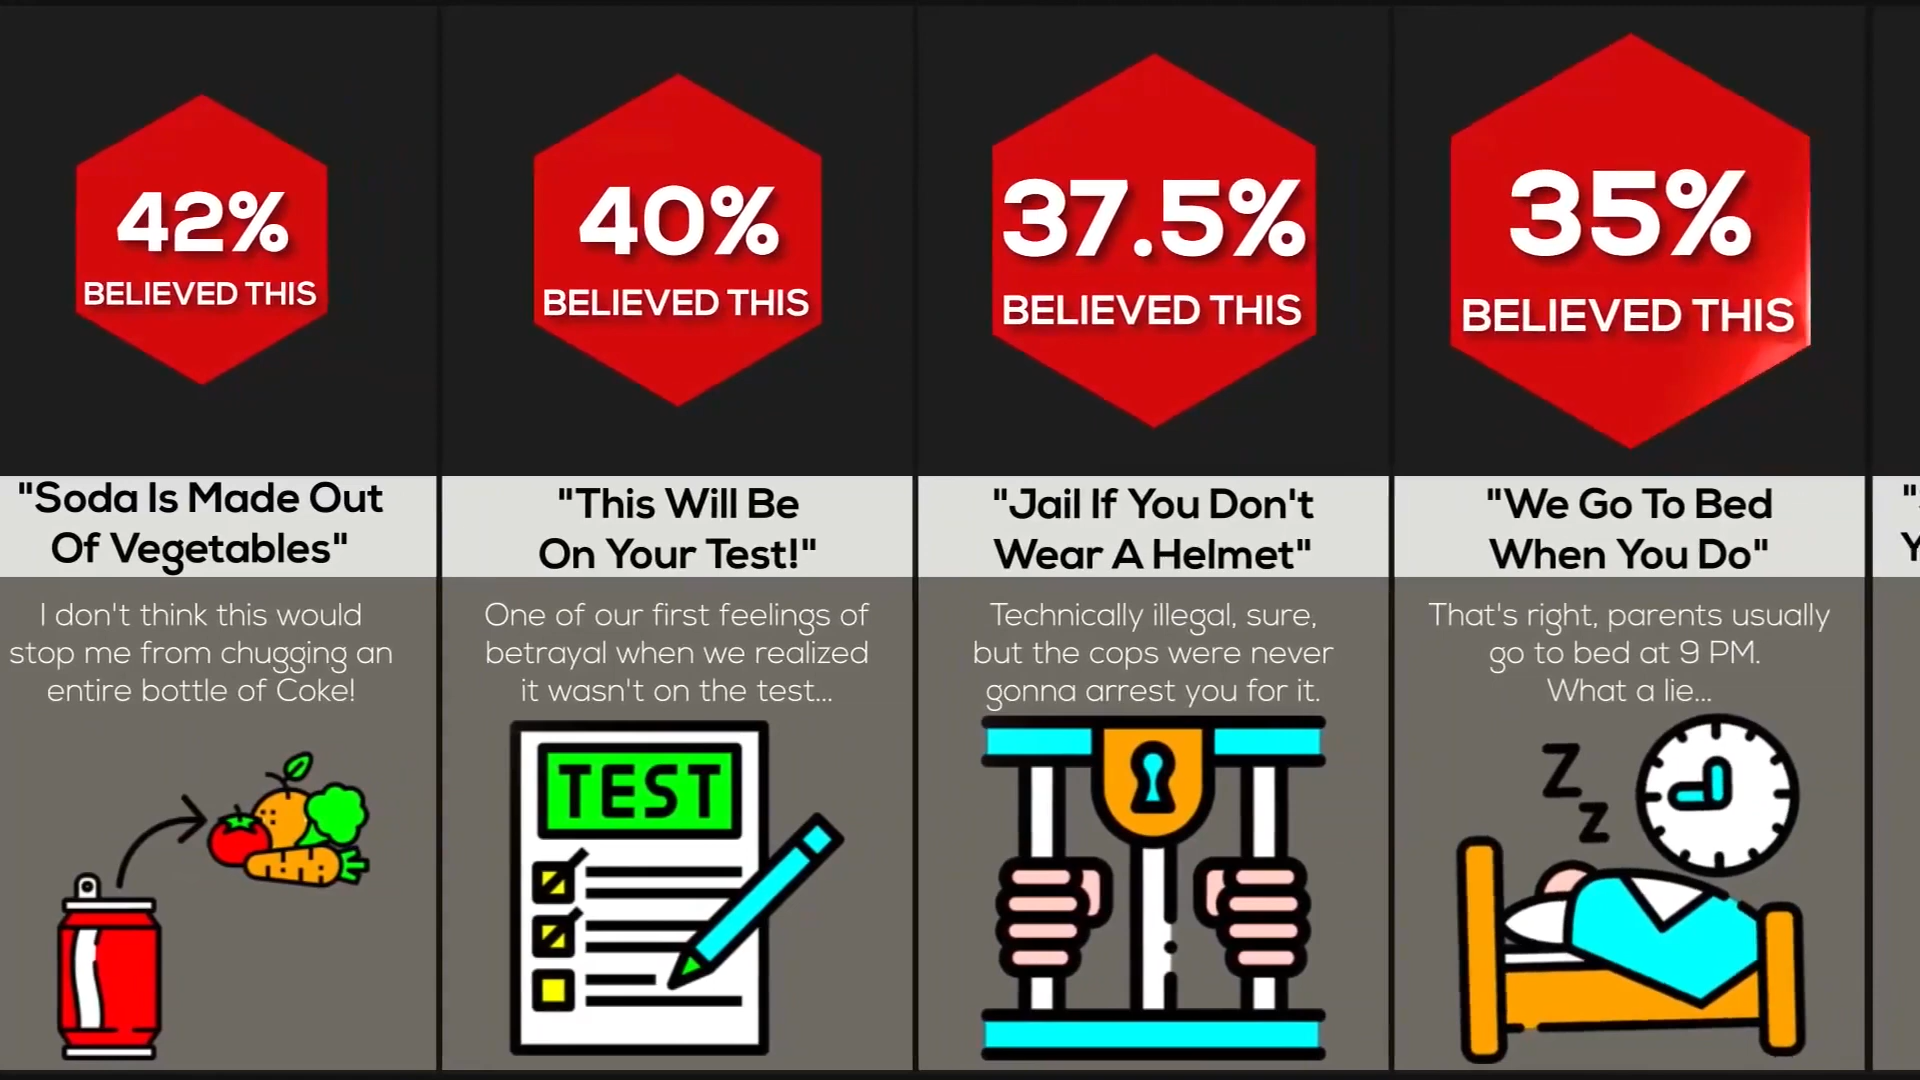 42%
BELIEVED THIS
"Soda Is Made Out
Of Vegetables"
I don't think this would
stop me from chugging an
entire bottle of Coke!
40%
BELIEVED THIS
"This Will Be
On Your Test!"
One of our first feelings of
betrayal when we realized
it wasn't on the test...
TEST
37.5%
BELIEVED THIS
"Jail If You Don't
Wear A Helmet"
Technically illegal, sure,
but the cops were never
gonna arrest you for it.
35%
BELIEVED THIS
"We Go To Bed
When You Do"
That's right, parents usually
go to bed at 9 PM.
What a lie...
Z
Z